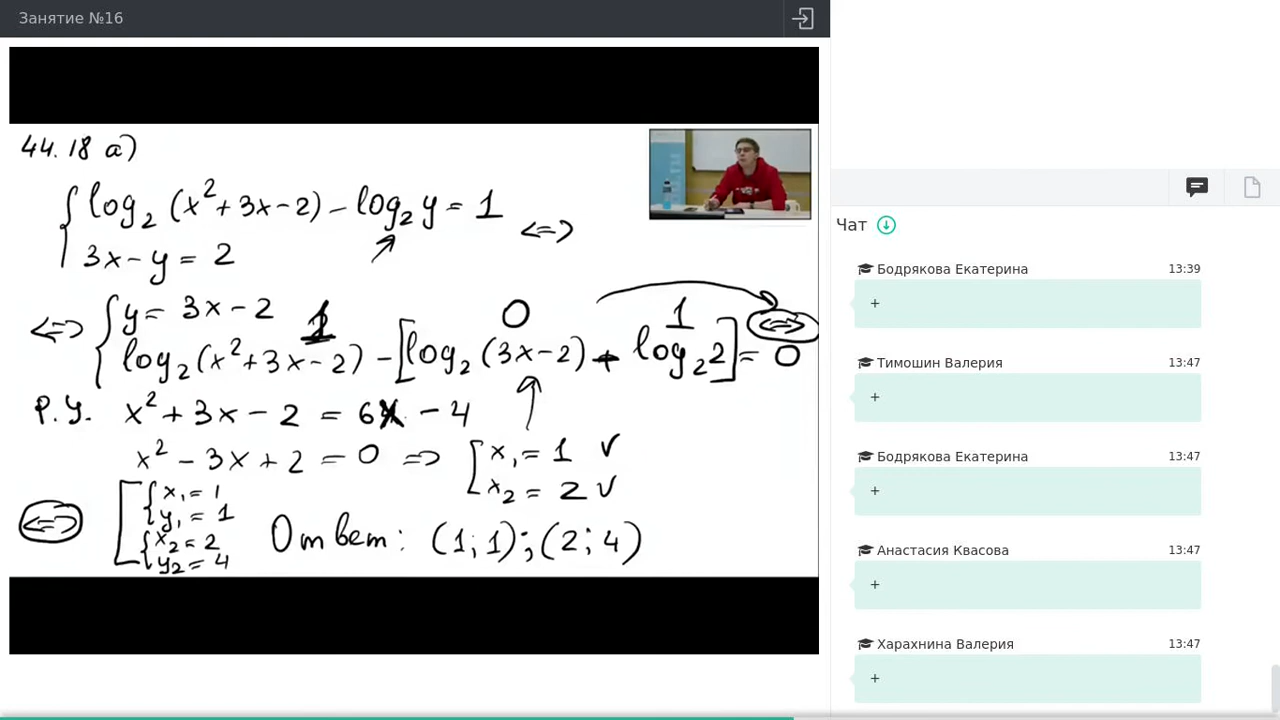 Занятие №16
44.18 а)
{ log₂ (x² + 3x - 2) - log₂ y = 1
3x - y = 2 <=>
<=> { y = 3x - 2 1 0 1 <=>
log₂ (x² + 3x - 2) - [log₂ (3x - 2) + log₂ 2] = 0
Р.У. x² + 3x - 2 = 6x - 4
x² - 3x + 2 = 0 => [ x₁ = 1 ✓
x₂ = 2 ✓
<=> [ { x₁ = 1
y₁ = 1
{ x₂ = 2
y₂ = 4
Ответ: (1; 1); (2; 4)
Чат
Бодрякова Екатерина 13:39
+
Тимошин Валерия 13:47
+
Бодрякова Екатерина 13:47
+
Анастасия Квасова 13:47
+
Харахнина Валерия 13:47
+